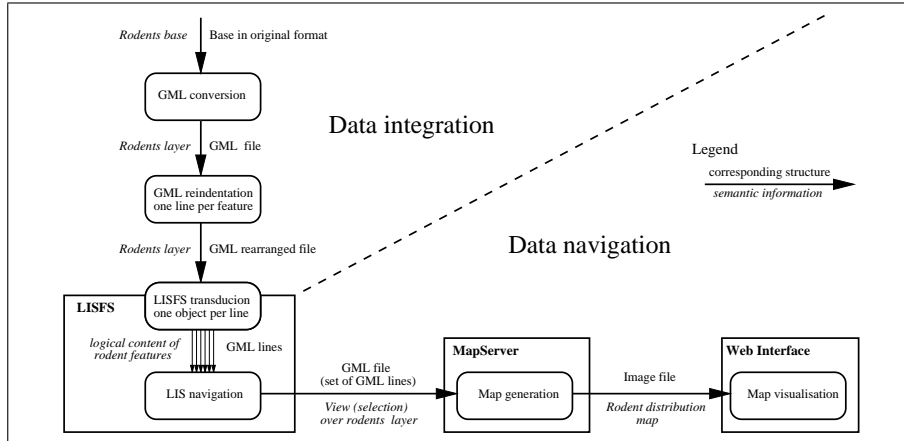 Rodents base
Base in original format
GML conversion
Data integration
Rodents layer
GML file
Legend
corresponding structure
semantic information
GML reindentation
one line per feature
Rodents layer
GML rearranged file
Data navigation
LISFS
LISFS transducion
one object per line
logical content of
rodent features
GML lines
LIS navigation
GML file
(set of GML lines)
View (selection)
over rodents layer
MapServer
Map generation
Image file
Rodent distribution
map
Web Interface
Map visualisation